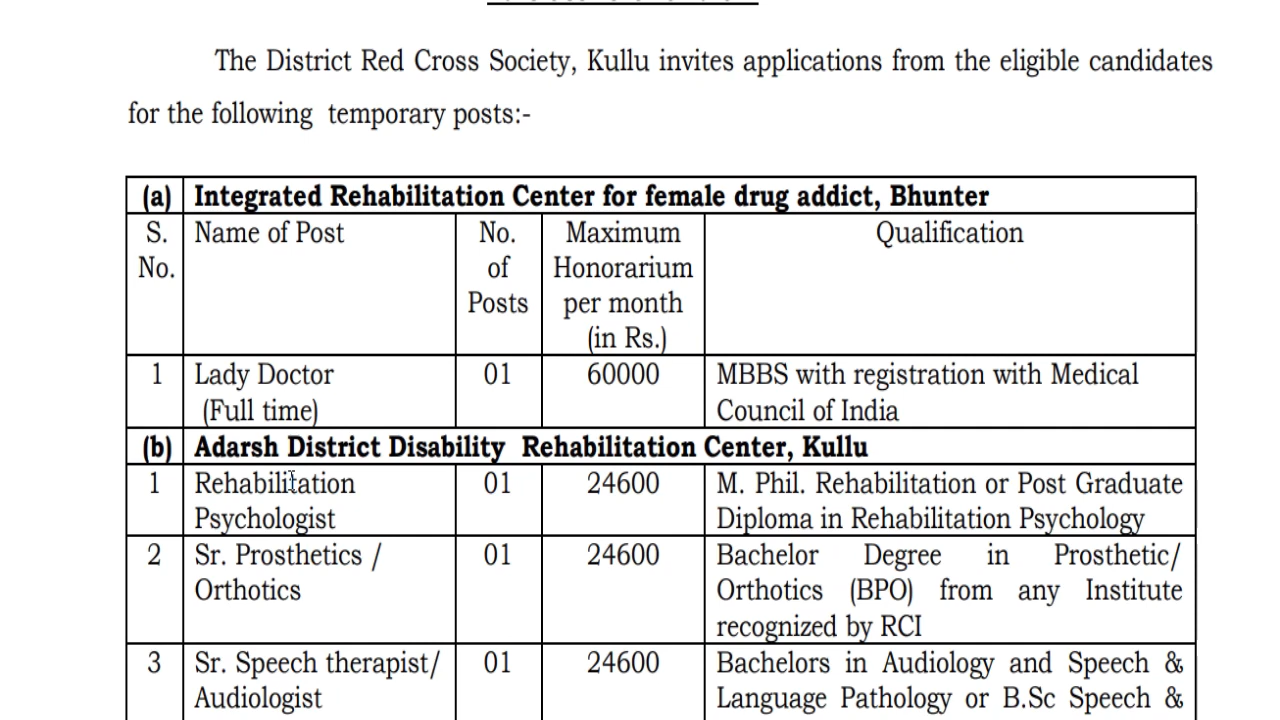 The District Red Cross Society, Kullu invites applications from the eligible candidates
for the following temporary posts:-
(a) Integrated Rehabilitation Center for female drug addict, Bhunter
S. No. Name of Post No. of Posts Maximum Honorarium per month (in Rs.) Qualification
1 Lady Doctor 01 60000 MBBS with registration with Medical
(Full time) Council of India
(b) Adarsh District Disability Rehabilitation Center, Kullu
1 Rehabilitation 01 24600 M. Phil. Rehabilitation or Post Graduate
Psychologist Diploma in Rehabilitation Psychology
2 Sr. Prosthetics / 01 24600 Bachelor Degree in Prosthetic/
Orthotics Orthotics (BPO) from any Institute
recognized by RCI
3 Sr. Speech therapist/ 01 24600 Bachelors in Audiology and Speech &
Audiologist Language Pathology or B.Sc Speech &